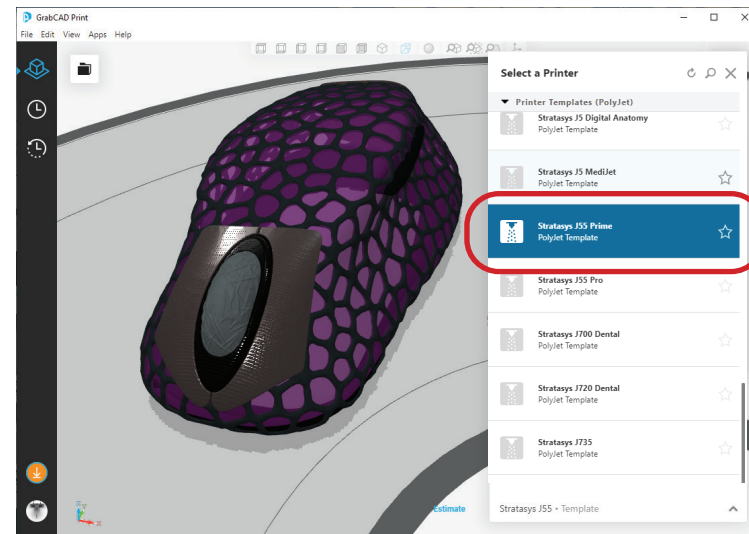 GrabCAD Print
File Edit View Apps Help
Select a Printer
Printer Templates (PolyJet)
Stratasys J5 Digital Anatomy
PolyJet Template
Stratasys J5 MediJet
PolyJet Template
Stratasys J55 Prime
PolyJet Template
Stratasys J55 Pro
PolyJet Template
Stratasys J700 Dental
PolyJet Template
Stratasys J720 Dental
PolyJet Template
Stratasys J735
PolyJet Template
Estimate
Stratasys J55 • Template